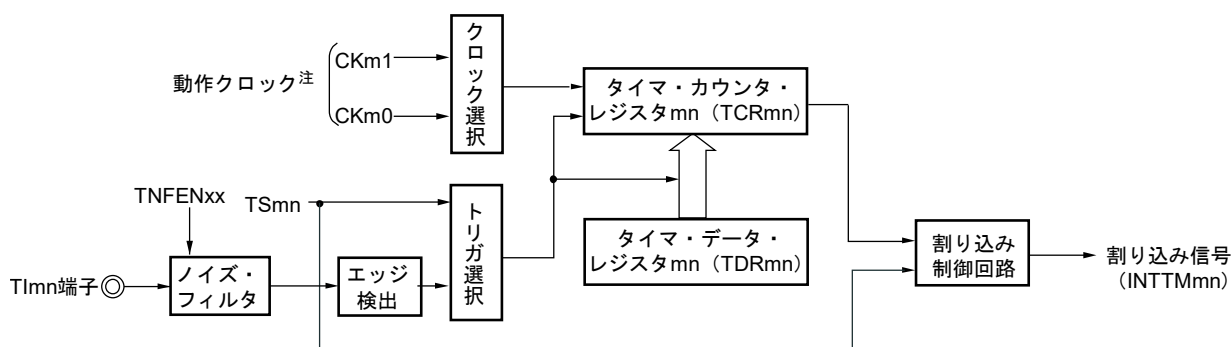 動作クロック注
CKm1
CKm0
クロック選択
タイマ・カウンタ・
レジスタmn（TCRmn）
TNFENxx
TSmn
トリガ選択
タイマ・データ・
レジスタmn（TDRmn）
TImn端子
ノイズ・
フィルタ
エッジ
検出
割り込み
制御回路
割り込み信号
（INTTMmn）